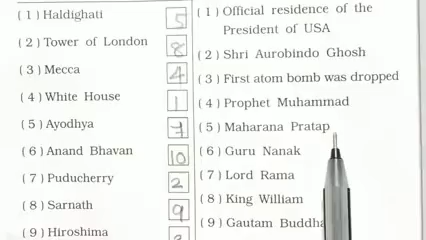 (1) Haldighati 5
(2) Tower of London 8
(3) Mecca 4
(4) White House 1
(5) Ayodhya 7
(6) Anand Bhavan 10
(7) Puducherry 2
(8) Sarnath 9
(9) Hiroshima
(1) Official residence of the
President of USA
(2) Shri Aurobindo Ghosh
(3) First atom bomb was dropped
(4) Prophet Muhammad
(5) Maharana Pratap
(6) Guru Nanak
(7) Lord Rama
(8) King William
(9) Gautam Buddha